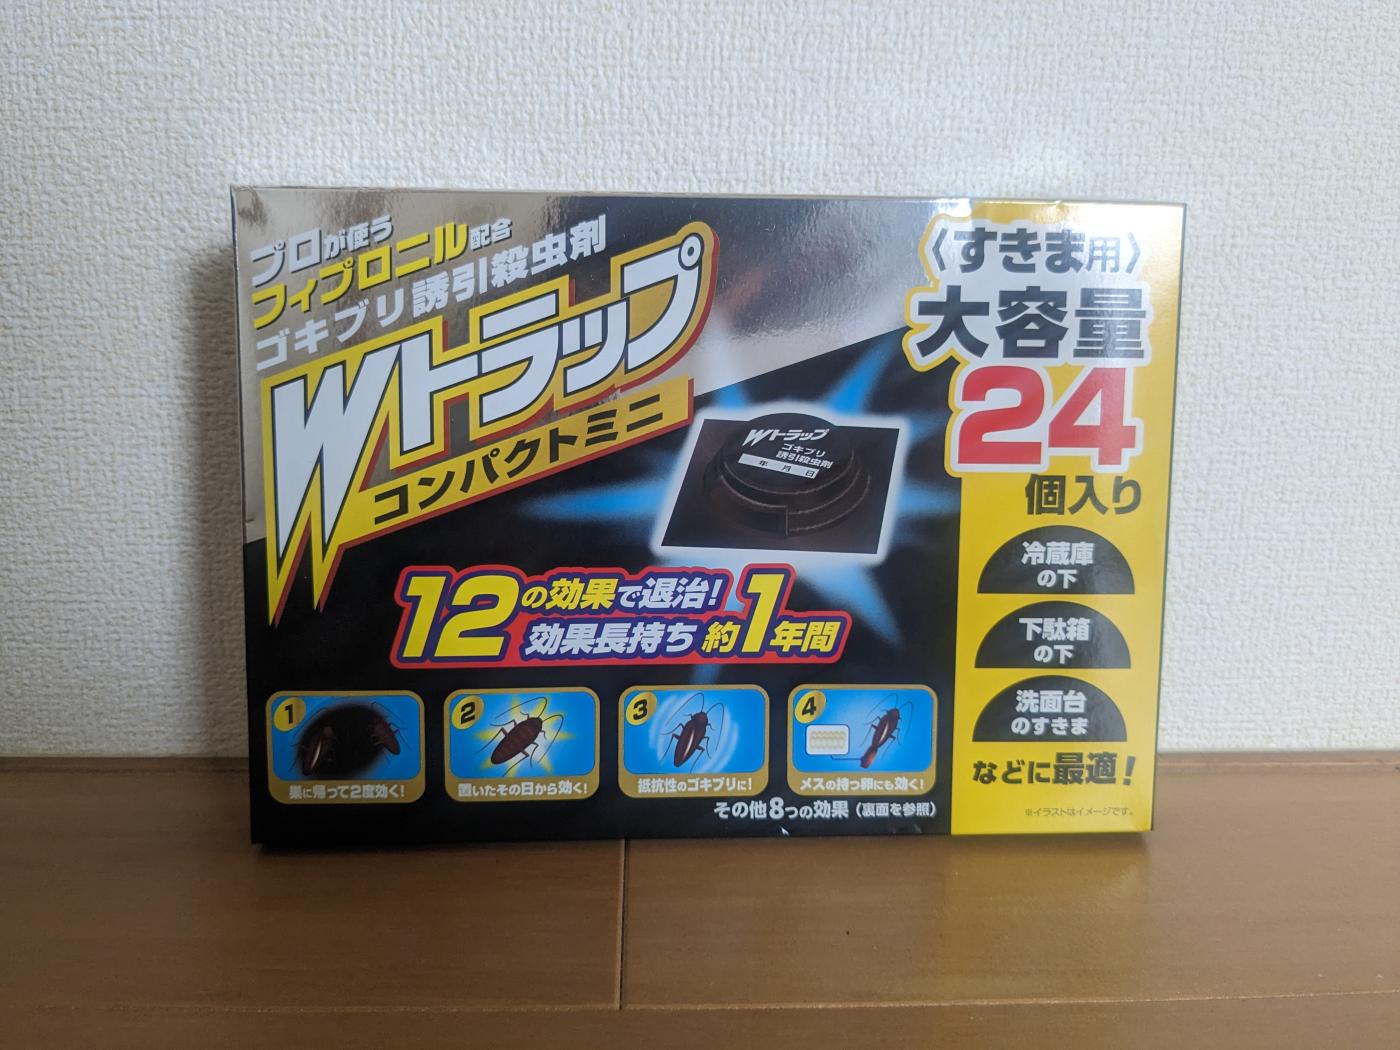 プロが使う
フィプロニル配合
ゴキブリ誘引殺虫剤
Wトラップ
コンパクトミニ
Wトラップ
ゴキブリ
誘引殺虫剤
年 月 日
12の効果で退治!
効果長持ち 約1年間
1
巣に帰って2度効く!
2
置いたその日から効く!
3
抵抗性のゴキブリに!
4
メスの持つ卵にも効く!
その他8つの効果(裏面を参照)
〈すきま用〉
大容量
24
個入り
冷蔵庫
の下
下駄箱
の下
洗面台
のすきま
などに最適!
※イラストはイメージです。